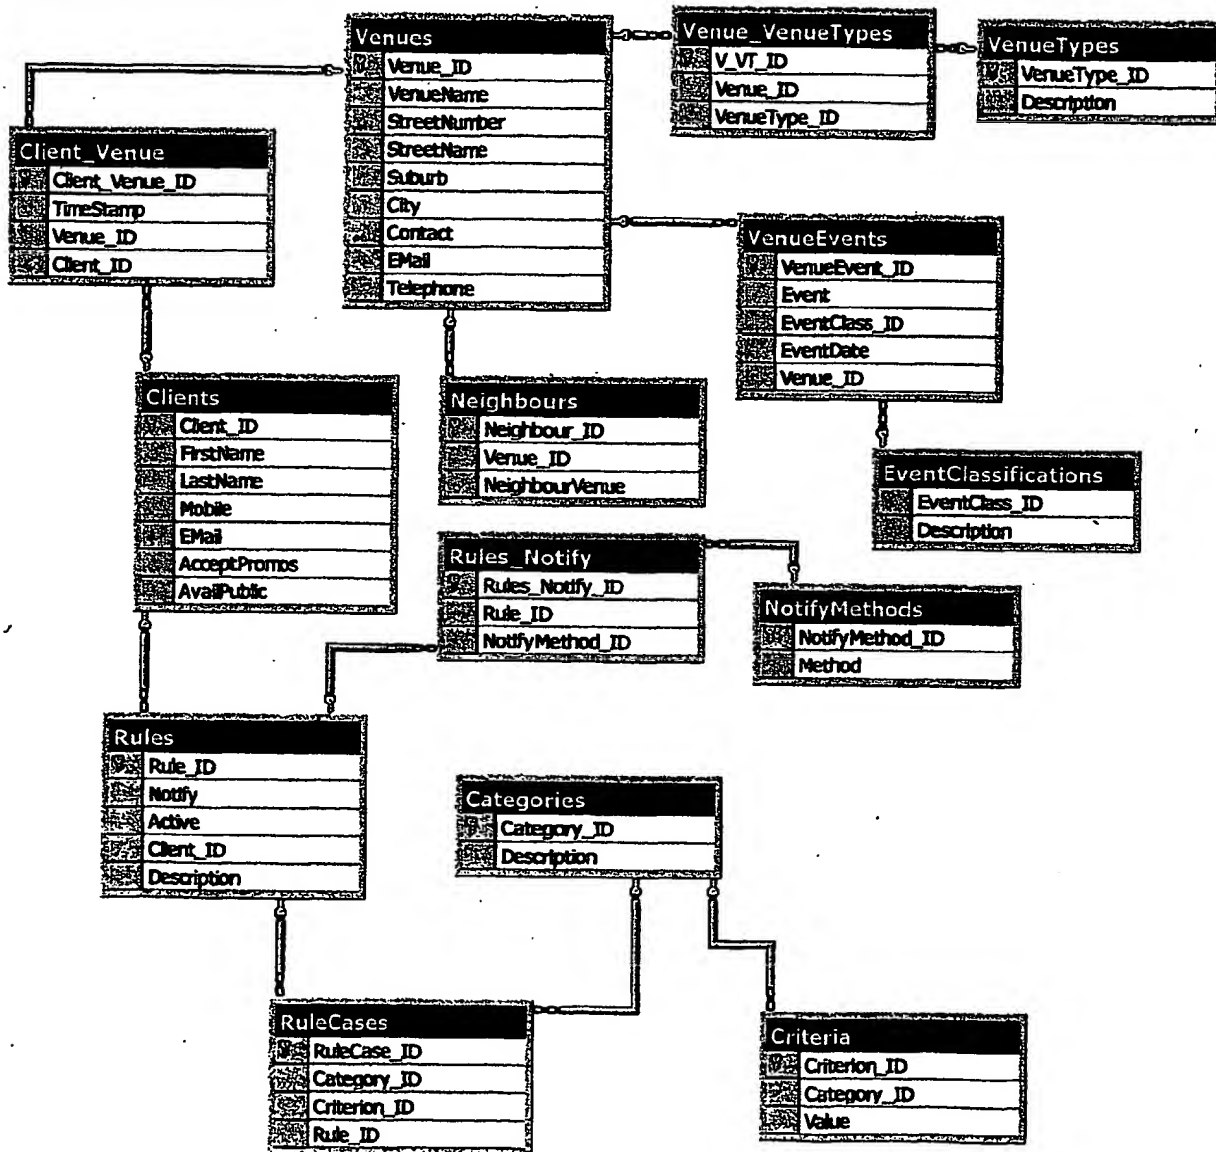 Venues
Venue_ID
VenueName
StreetNumber
StreetName
Suburb
City
Contact
EMail
Telephone
Venue_VenueTypes
V_VT_ID
Venue_ID
VenueType_ID
VenueTypes
VenueType_ID
Description
Client_Venue
Client_Venue_ID
TimeStamp
Venue_ID
Client_ID
VenueEvents
VenueEvent_ID
Event
EventClass_ID
EventDate
Venue_ID
Clients
Client_ID
FirstName
LastName
Mobile
EMail
AcceptPromos
AvailPublic
Neighbours
Neighbour_ID
Venue_ID
NeighbourVenue
EventClassifications
EventClass_ID
Description
Rules_Notify
Rules_Notify_ID
Rule_ID
NotifyMethod_ID
NotifyMethods
NotifyMethod_ID
Method
Rules
Rule_ID
Notify
Active
Client_ID
Description
Categories
Category_ID
Description
RuleCases
RuleCase_ID
Category_ID
Criterion_ID
Rule_ID
Criteria
Criterion_ID
Category_ID
Value